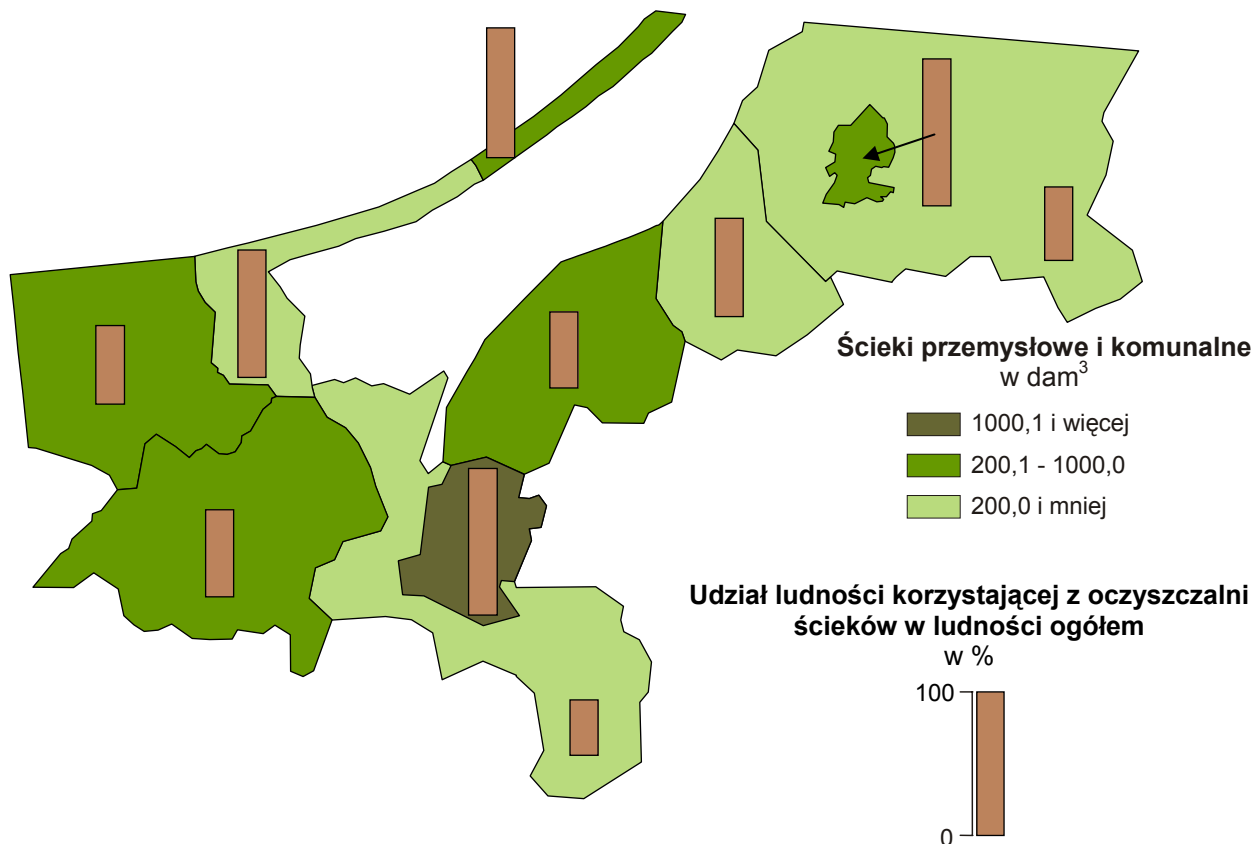 Ścieki przemysłowe i komunalne
w dam³
1000,1 i więcej
200,1 - 1000,0
200,0 i mniej
Udział ludności korzystającej z oczyszczalni
ścieków w ludności ogółem
w %
100
0